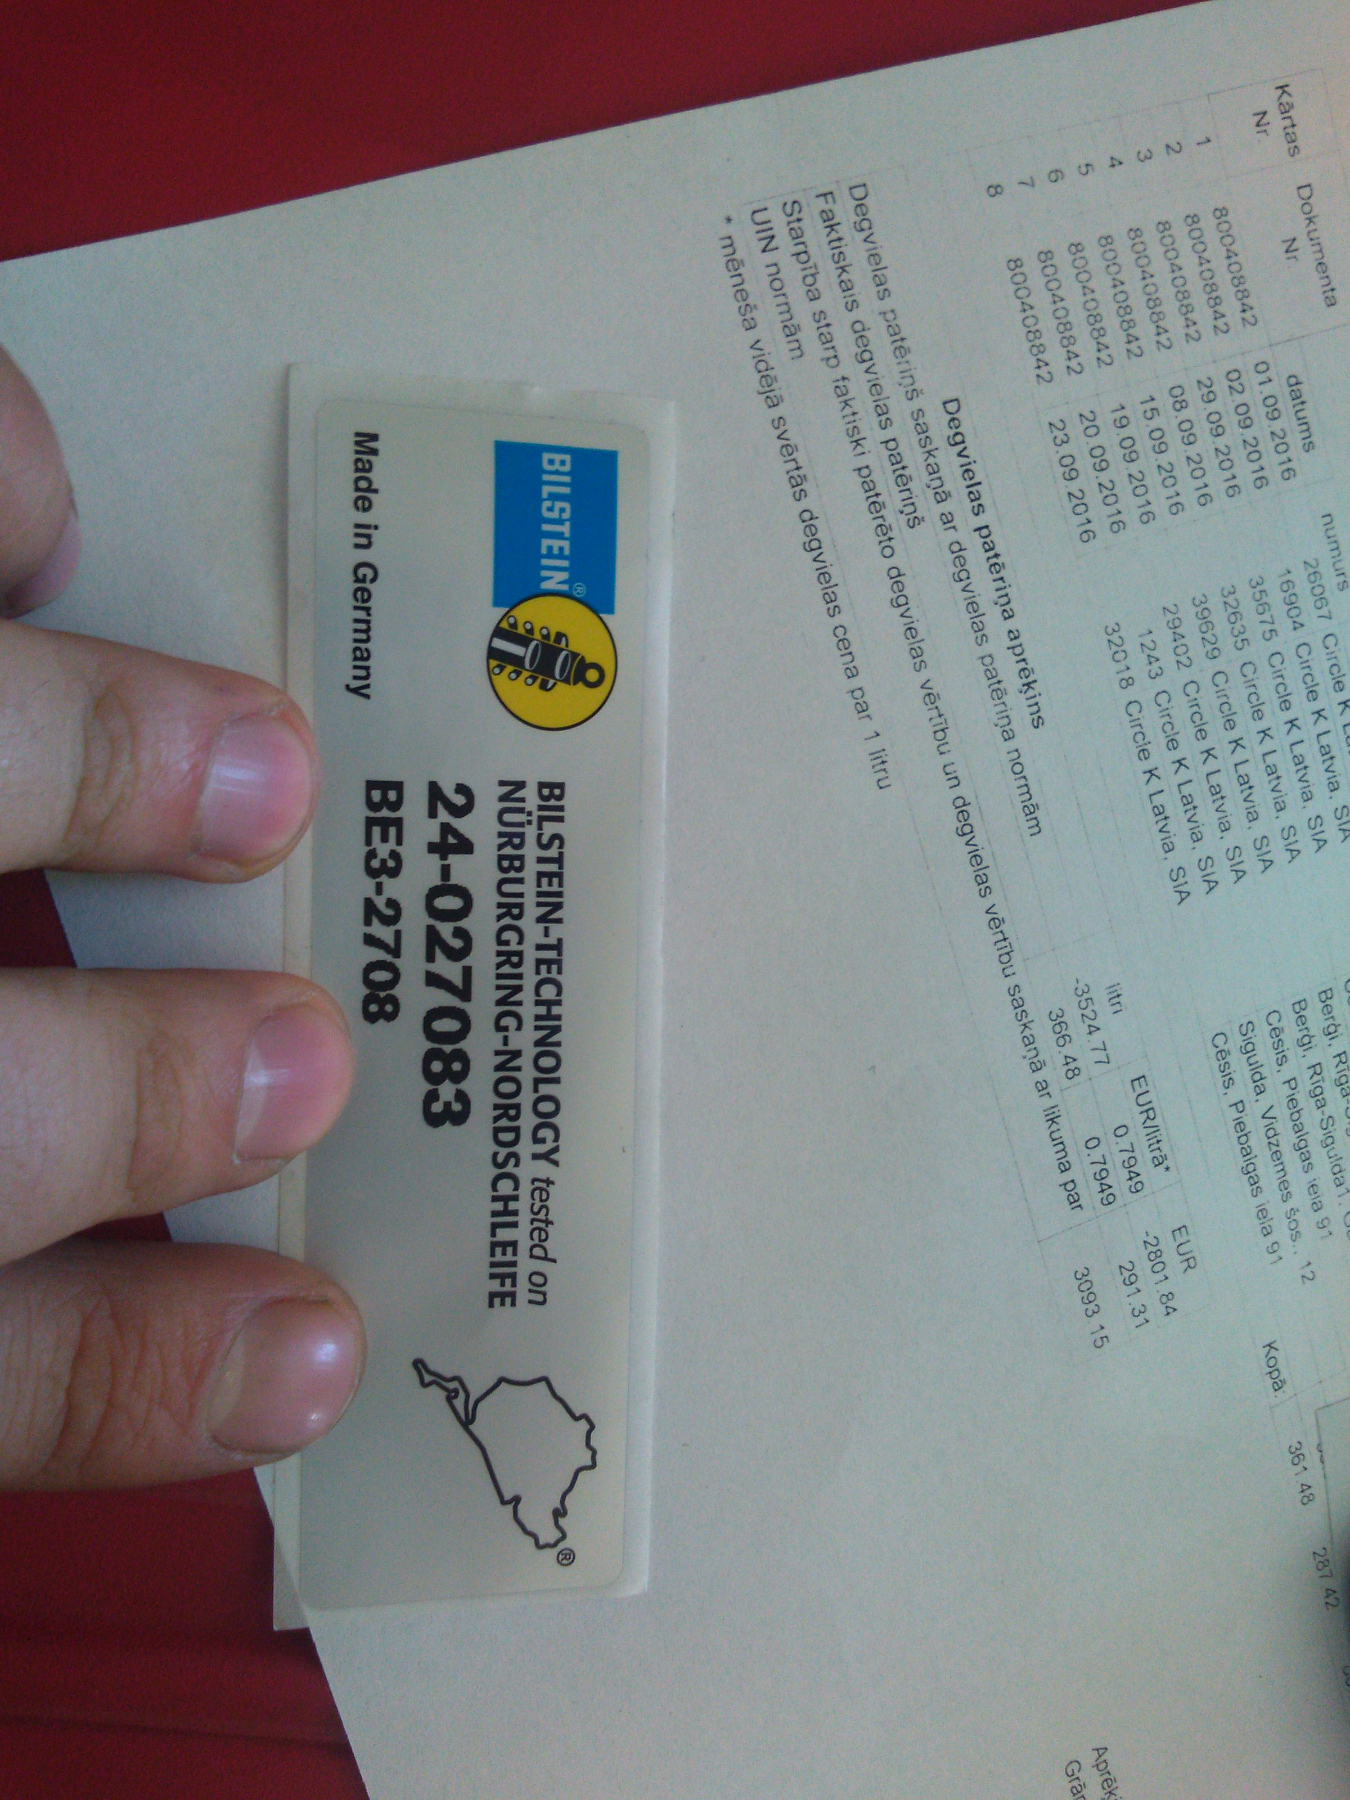 BILSTEIN®
Made in Germany
BILSTEIN-TECHNOLOGY tested on
NÜRBURGRING-NORDSCHLEIFE
24-027083
BE3-2708
®
Kārtas Nr. Dokumenta Nr datums numurs
1 800408842 01.09.2016 26067 Circle K
2 800408842 02.09.2016 16904 Circle K Latvia, SIA
3 800408842 29.09.2016 35675 Circle K Latvia, SIA
4 800408842 08.09.2016 32635 Circle K Latvia, SIA
5 800408842 15.09.2016 39629 Circle K Latvia, SIA Berģi, Rīga-Sigulda1.
6 800408842 19.09.2016 29402 Circle K Latvia, SIA Cēsis, Piebalgas iela 91
7 800408842 20.09.2016 1243 Circle K Latvia, SIA Sigulda, Vidzemes šos., 12
8 800408842 23.09.2016 32018 Circle K Latvia, SIA Cēsis, Piebalgas iela 91
Kopā: 361.48 287.42
Degvielas patēriņa aprēķins
litri EUR/litrā* EUR
Degvielas patēriņš saskaņā ar degvielas patēriņa normām -3524.77 0.7949 -2801.84
Faktiskais degvielas patēriņš 366.48 0.7949 291.31
Starpība starp faktiski patērēto degvielas vērtību un degvielas vērtību saskaņā ar likuma par
UIN normām 3093.15
* mēneša vidējā svērtās degvielas cena par 1 litru